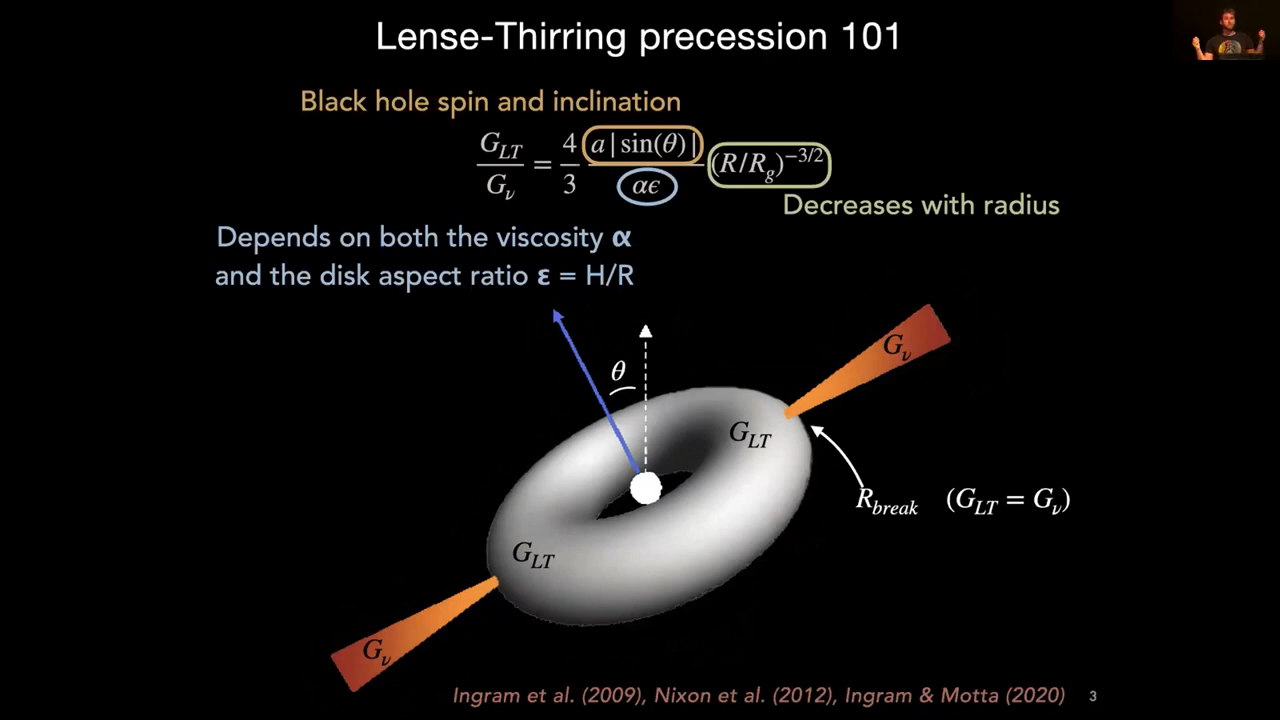 Lense-Thirring precession 101
Black hole spin and inclination
G_LT / G_ν = 4/3 a|sin(θ)| / αϵ (R/R_g)^−3/2
Decreases with radius
Depends on both the viscosity α
and the disk aspect ratio ε = H/R
θ
G_ν
G_LT
R_break (G_LT = G_ν)
G_LT
G_ν
Ingram et al. (2009), Nixon et al. (2012), Ingram & Motta (2020) 3